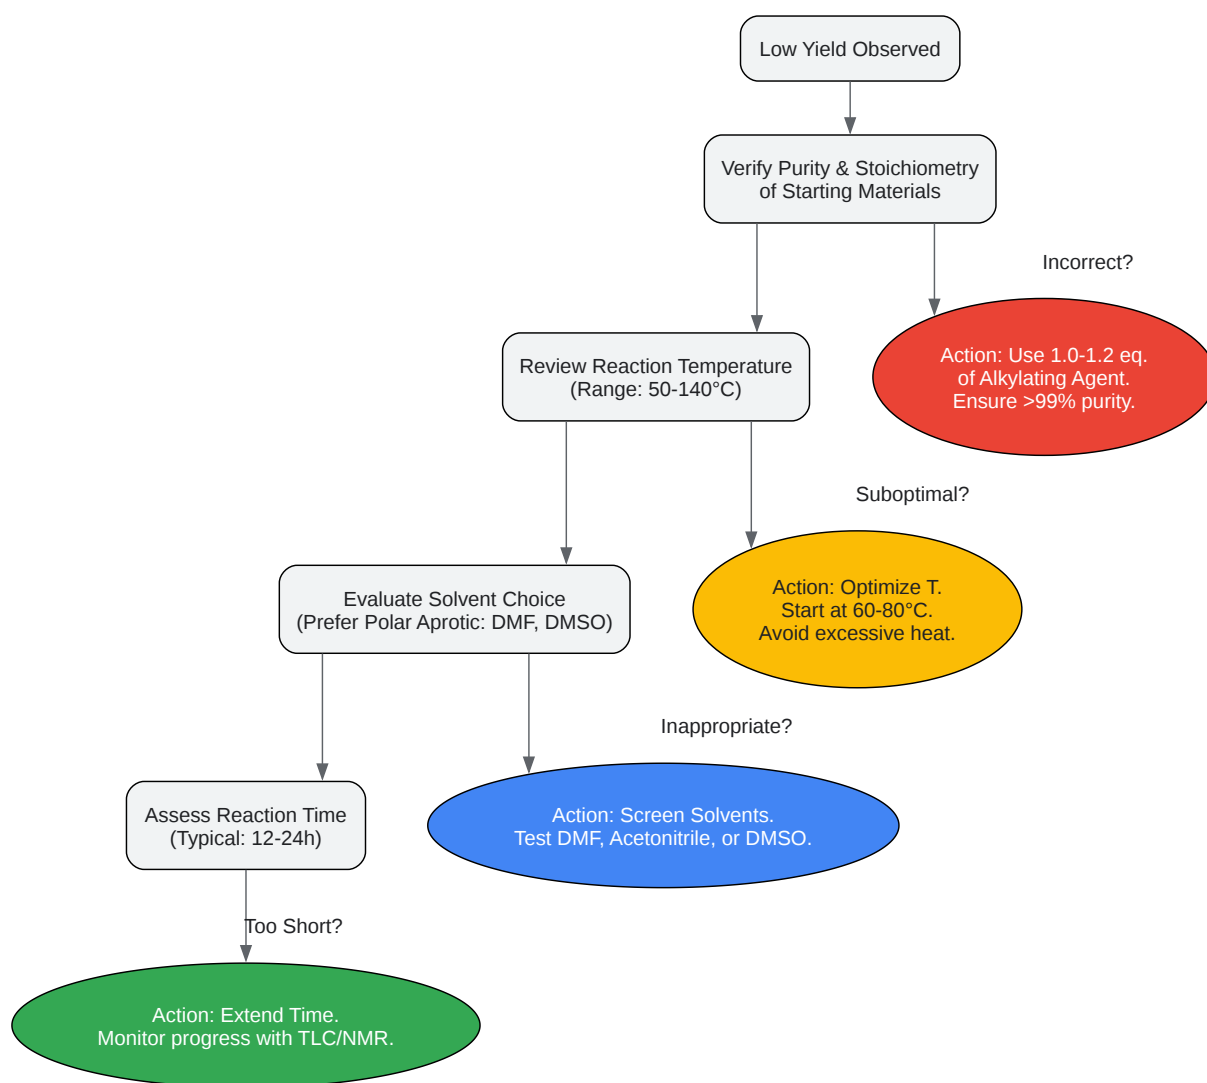 Low Yield Observed
Verify Purity & Stoichiometry
of Starting Materials
Incorrect?
Action: Use 1.0-1.2 eq.
of Alkylating Agent.
Ensure >99% purity.
Review Reaction Temperature
(Range: 50-140°C)
Suboptimal?
Action: Optimize T.
Start at 60-80°C.
Avoid excessive heat.
Evaluate Solvent Choice
(Prefer Polar Aprotic: DMF, DMSO)
Inappropriate?
Action: Screen Solvents.
Test DMF, Acetonitrile, or DMSO.
Assess Reaction Time
(Typical: 12-24h)
Too Short?
Action: Extend Time.
Monitor progress with TLC/NMR.